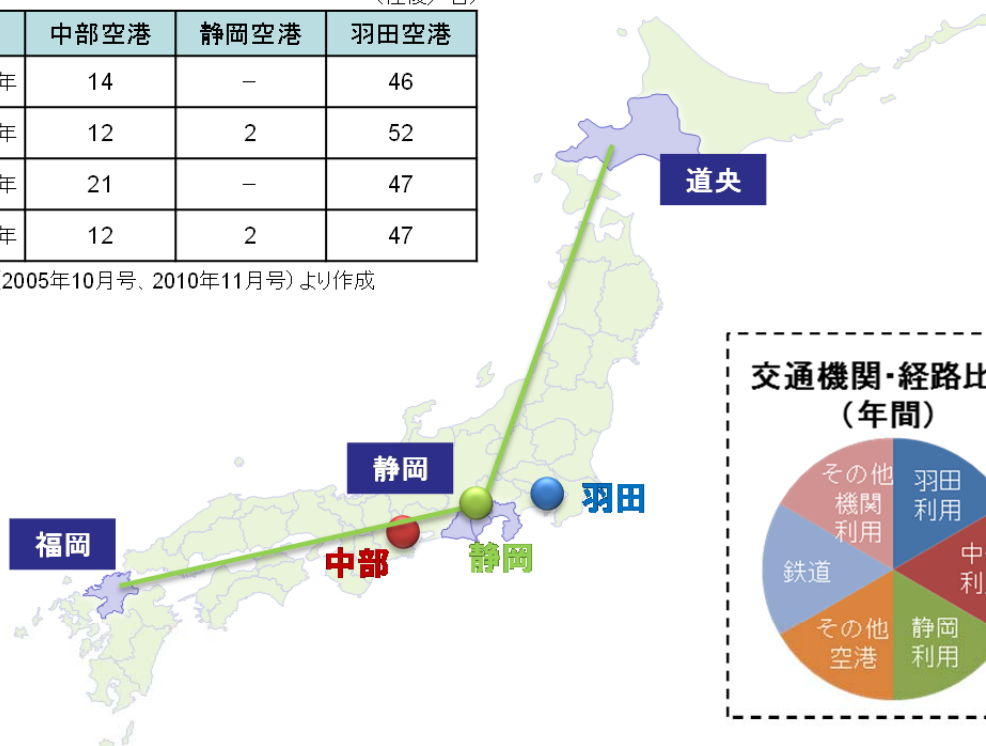 中部空港 静岡空港 羽田空港
年 14 － 46
年 12 2 52
年 21 － 47
年 12 2 47
(2005年10月号、2010年11月号)より作成
道央
静岡
羽田
福岡
中部
静岡
交通機関・経路比
(年間)
その他
機関
利用
羽田
利用
鉄道
中
利
その他
空港
静岡
利用